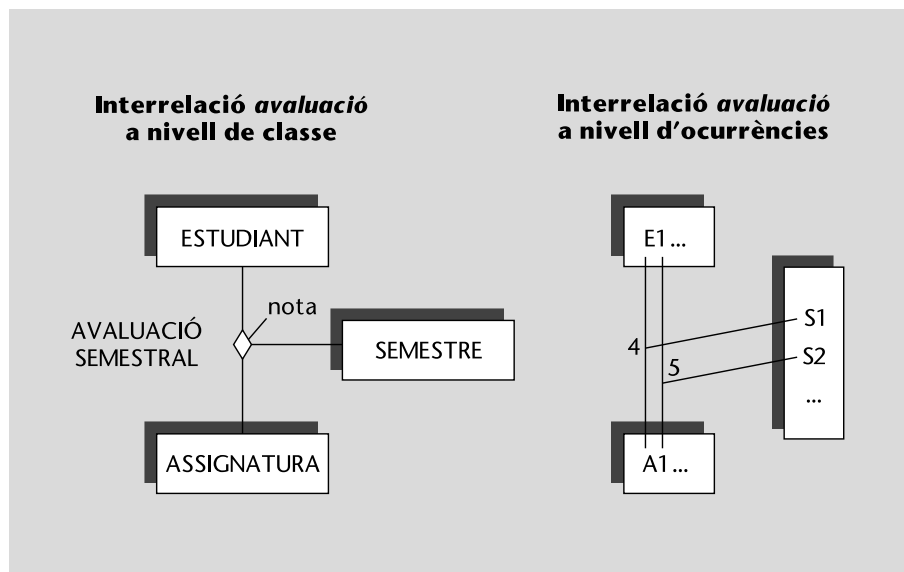 Interrelació avaluació
a nivell de classe
ESTUDIANT
nota
AVALUACIÓ
SEMESTRAL
SEMESTRE
ASSIGNATURA
Interrelació avaluació
a nivell d'ocurrències
E1...
S1
4
S2
5
...
A1...